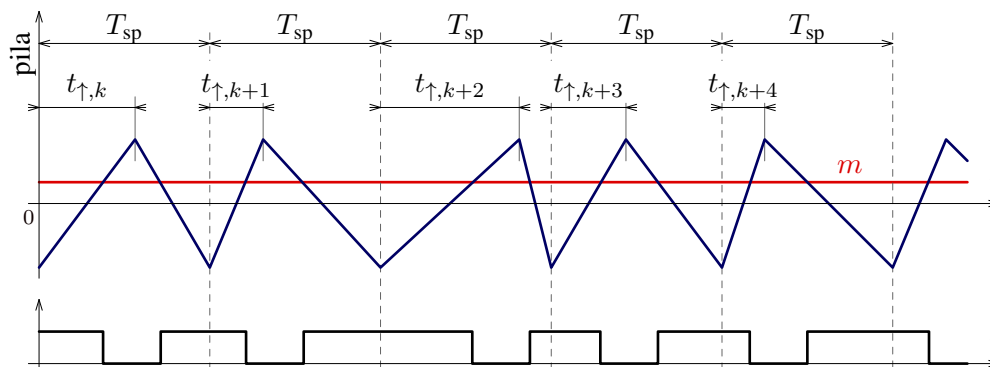 T_sp T_sp T_sp T_sp T_sp
pila
t_↑,k t_↑,k+1 t_↑,k+2 t_↑,k+3 t_↑,k+4
m
0